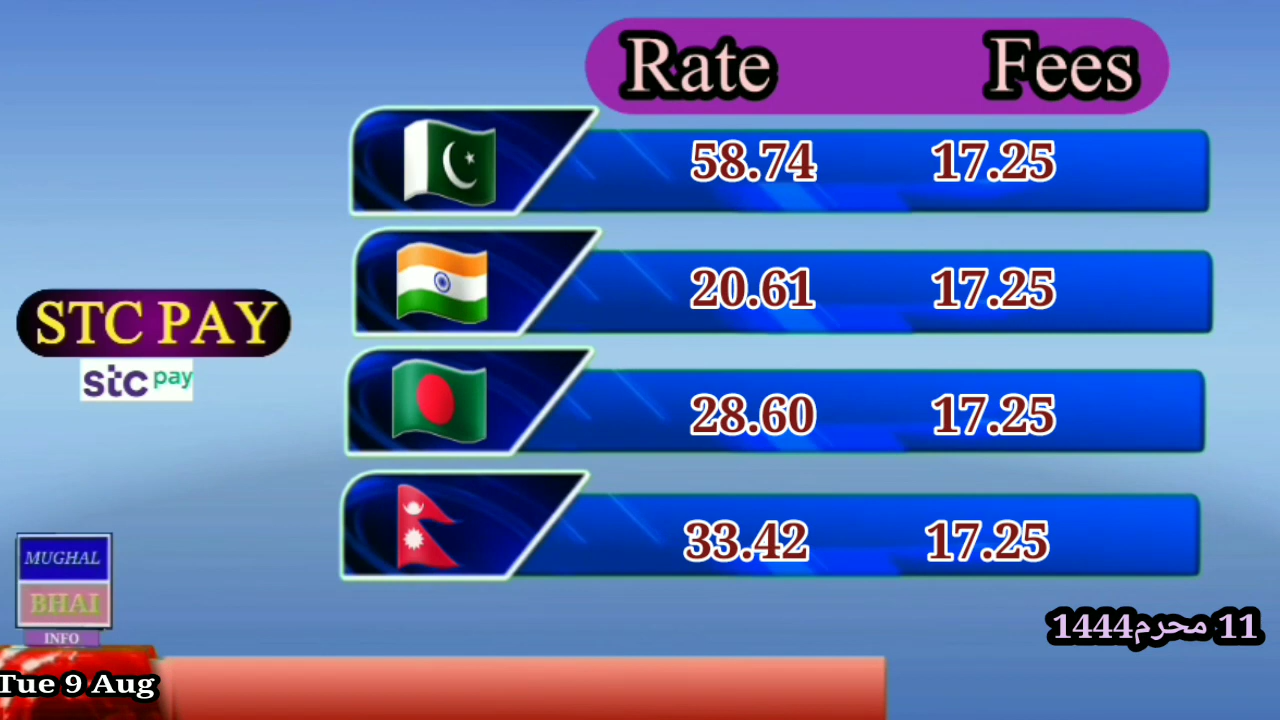 Rate Fees
58.74 17.25
20.61 17.25
STC PAY
stc pay
28.60 17.25
33.42 17.25
MUGHAL
BHAI
INFO
11 محرم1444
Tue 9 Aug